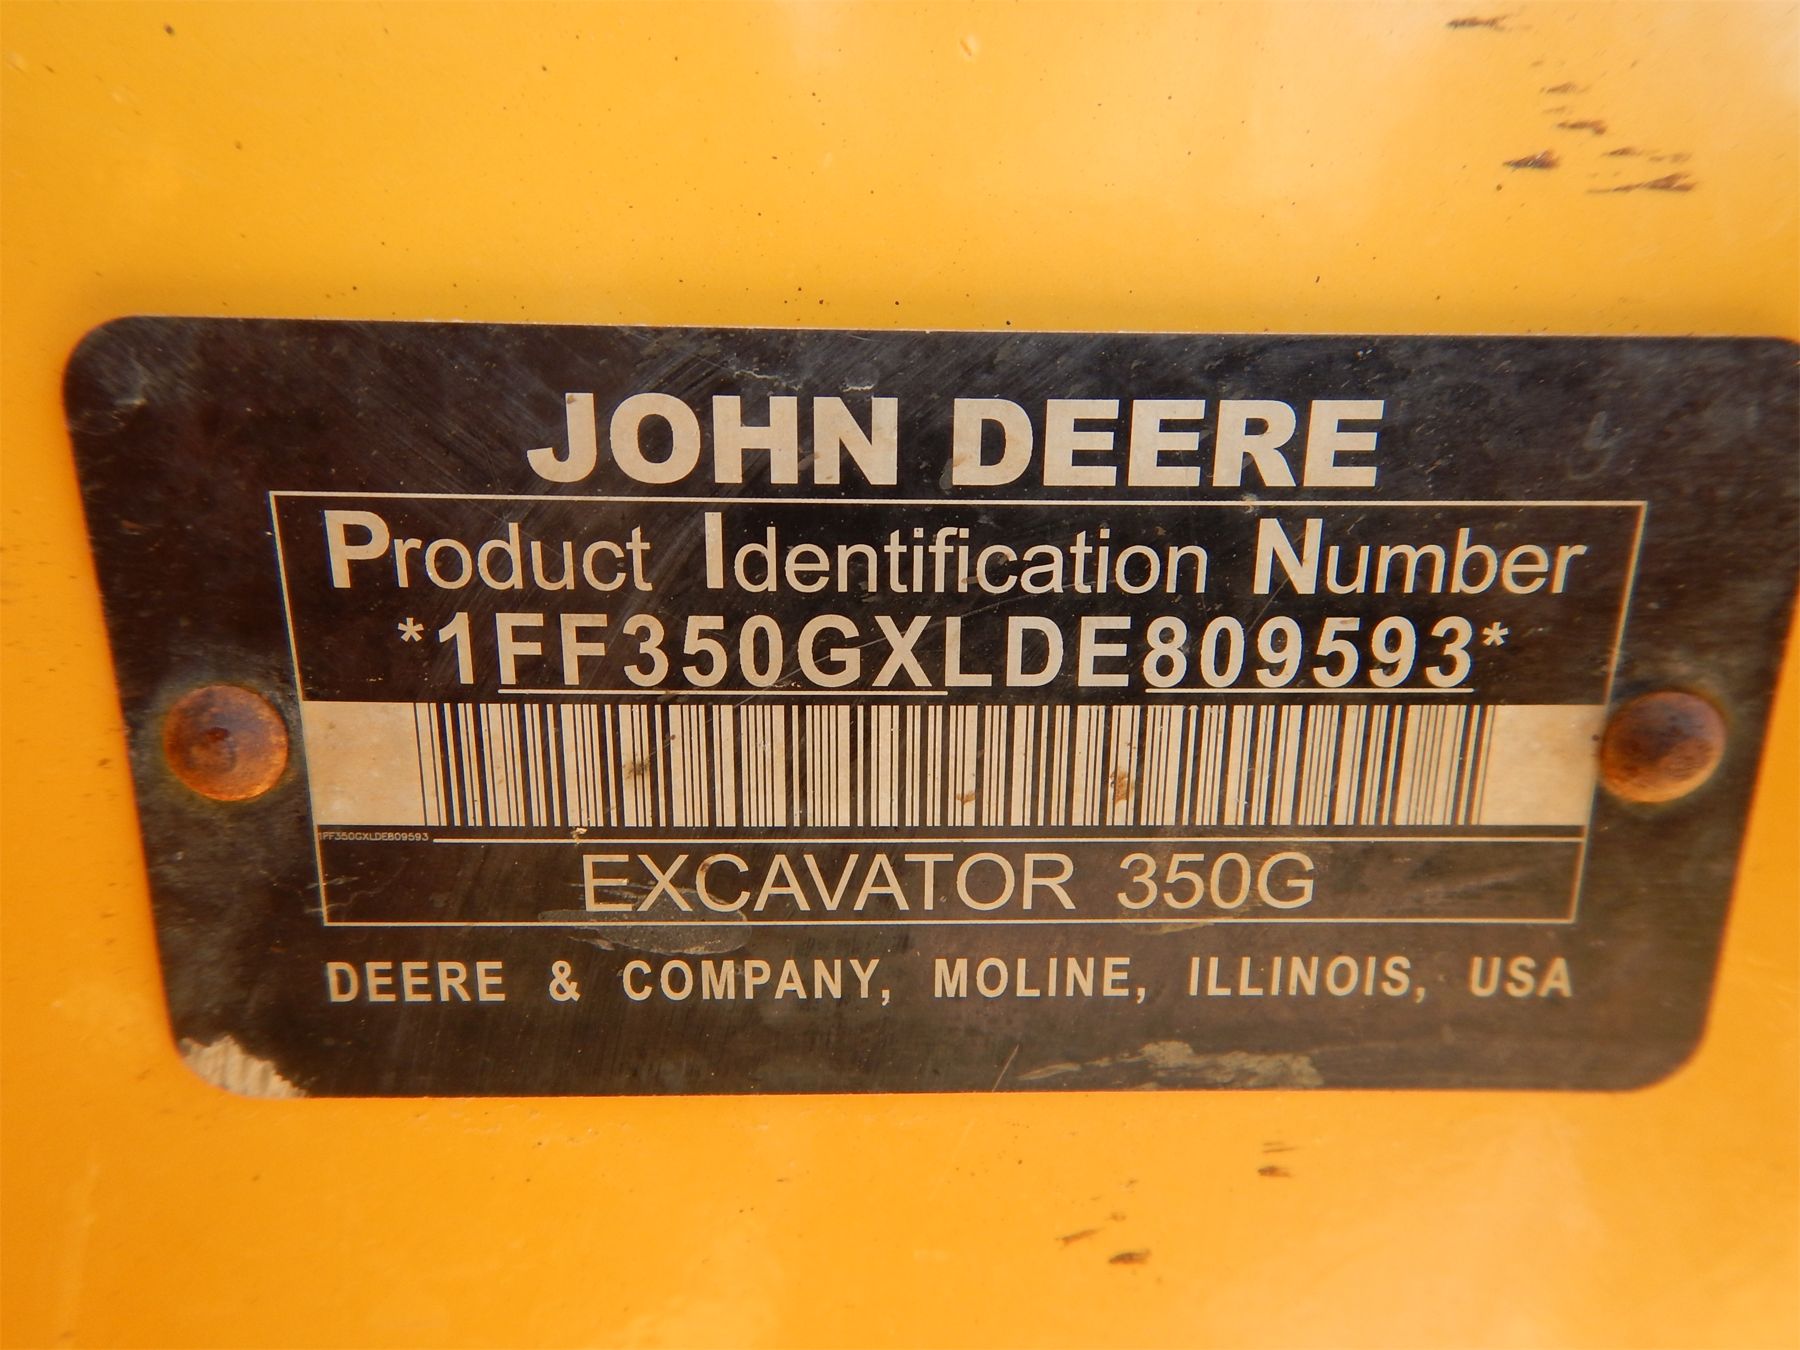 JOHN DEERE
Product Identification Number
*1FF350GXLDE809593*
1FF350GXLDE809593
EXCAVATOR 350G
DEERE & COMPANY, MOLINE, ILLINOIS, USA